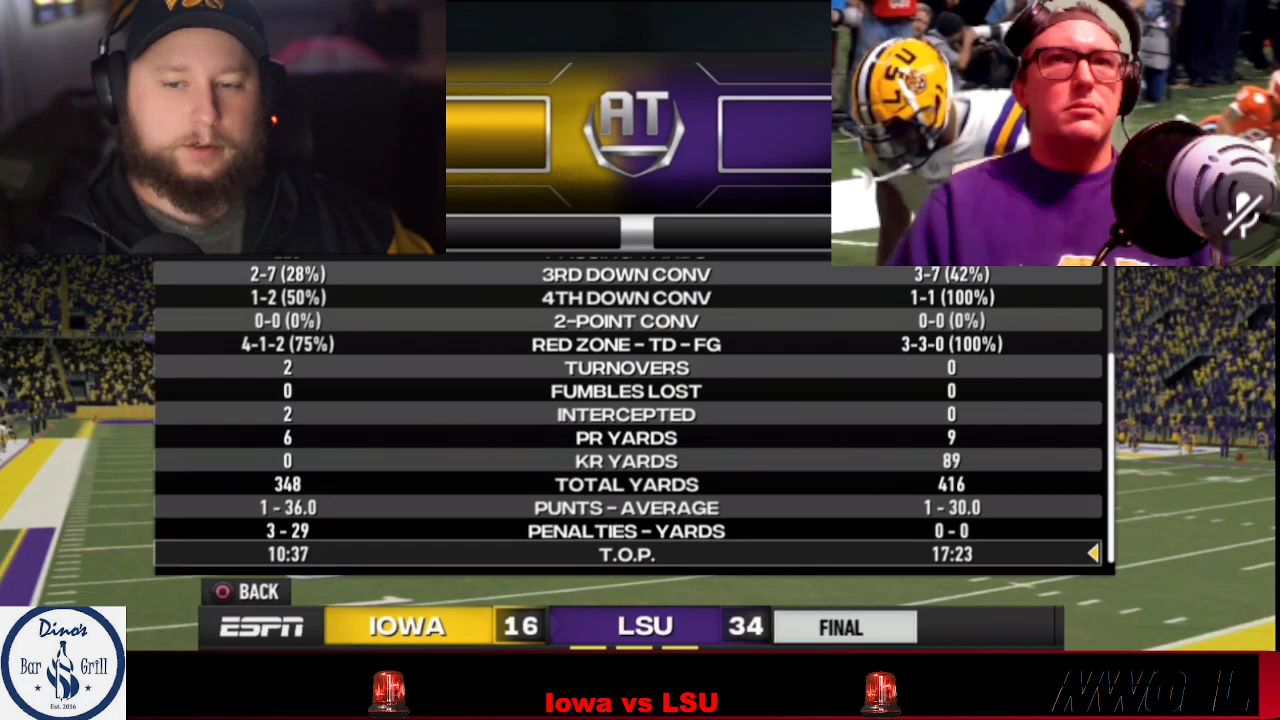 AT
LSU
2-7 (28%) 3RD DOWN CONV 3-7 (42%)
1-2 (50%) 4TH DOWN CONV 1-1 (100%)
0-0 (0%) 2-POINT CONV 0-0 (0%)
4-1-2 (75%) RED ZONE - TD - FG 3-3-0 (100%)
2 TURNOVERS 0
0 FUMBLES LOST 0
2 INTERCEPTED 0
6 PR YARDS 9
0 KR YARDS 89
348 TOTAL YARDS 416
1 - 36.0 PUNTS - AVERAGE 1 - 30.0
3 - 29 PENALTIES - YARDS 0 - 0
10:37 T.O.P. 17:23
BACK
ESPN IOWA 16 LSU 34 FINAL
Dino's
Bar Grill
Est. 2016
Iowa vs LSU